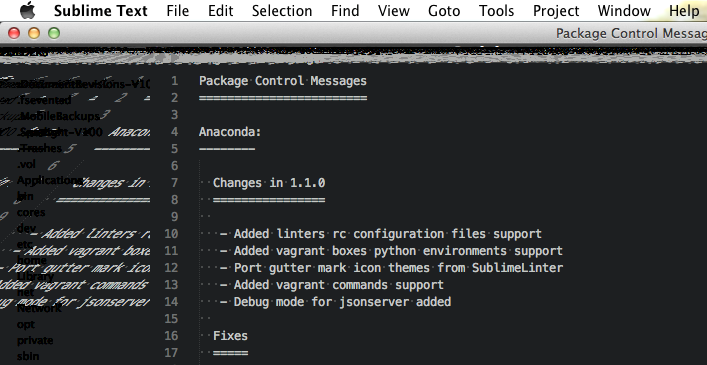 Sublime Text File Edit Selection Find View Goto Tools Project Window Help
Package Control Messag
.DocumentRevisions-V10
.fseventsd
.MobileBackups
.Spotlight-V100
.Trashes
.vol
Applications
bin
cores
dev
etc
home
Library
net
Network
opt
private
sbin
1 Package Control Messages
2 ========================
3
4 Anaconda:
5 --------
6
7 Changes in 1.1.0
8 ================
9
10 - Added linters rc configuration files support
11 - Added vagrant boxes python environments support
12 - Port gutter mark icon themes from SublimeLinter
13 - Added vagrant commands support
14 - Debug mode for jsonserver added
15
16 Fixes
17 =====